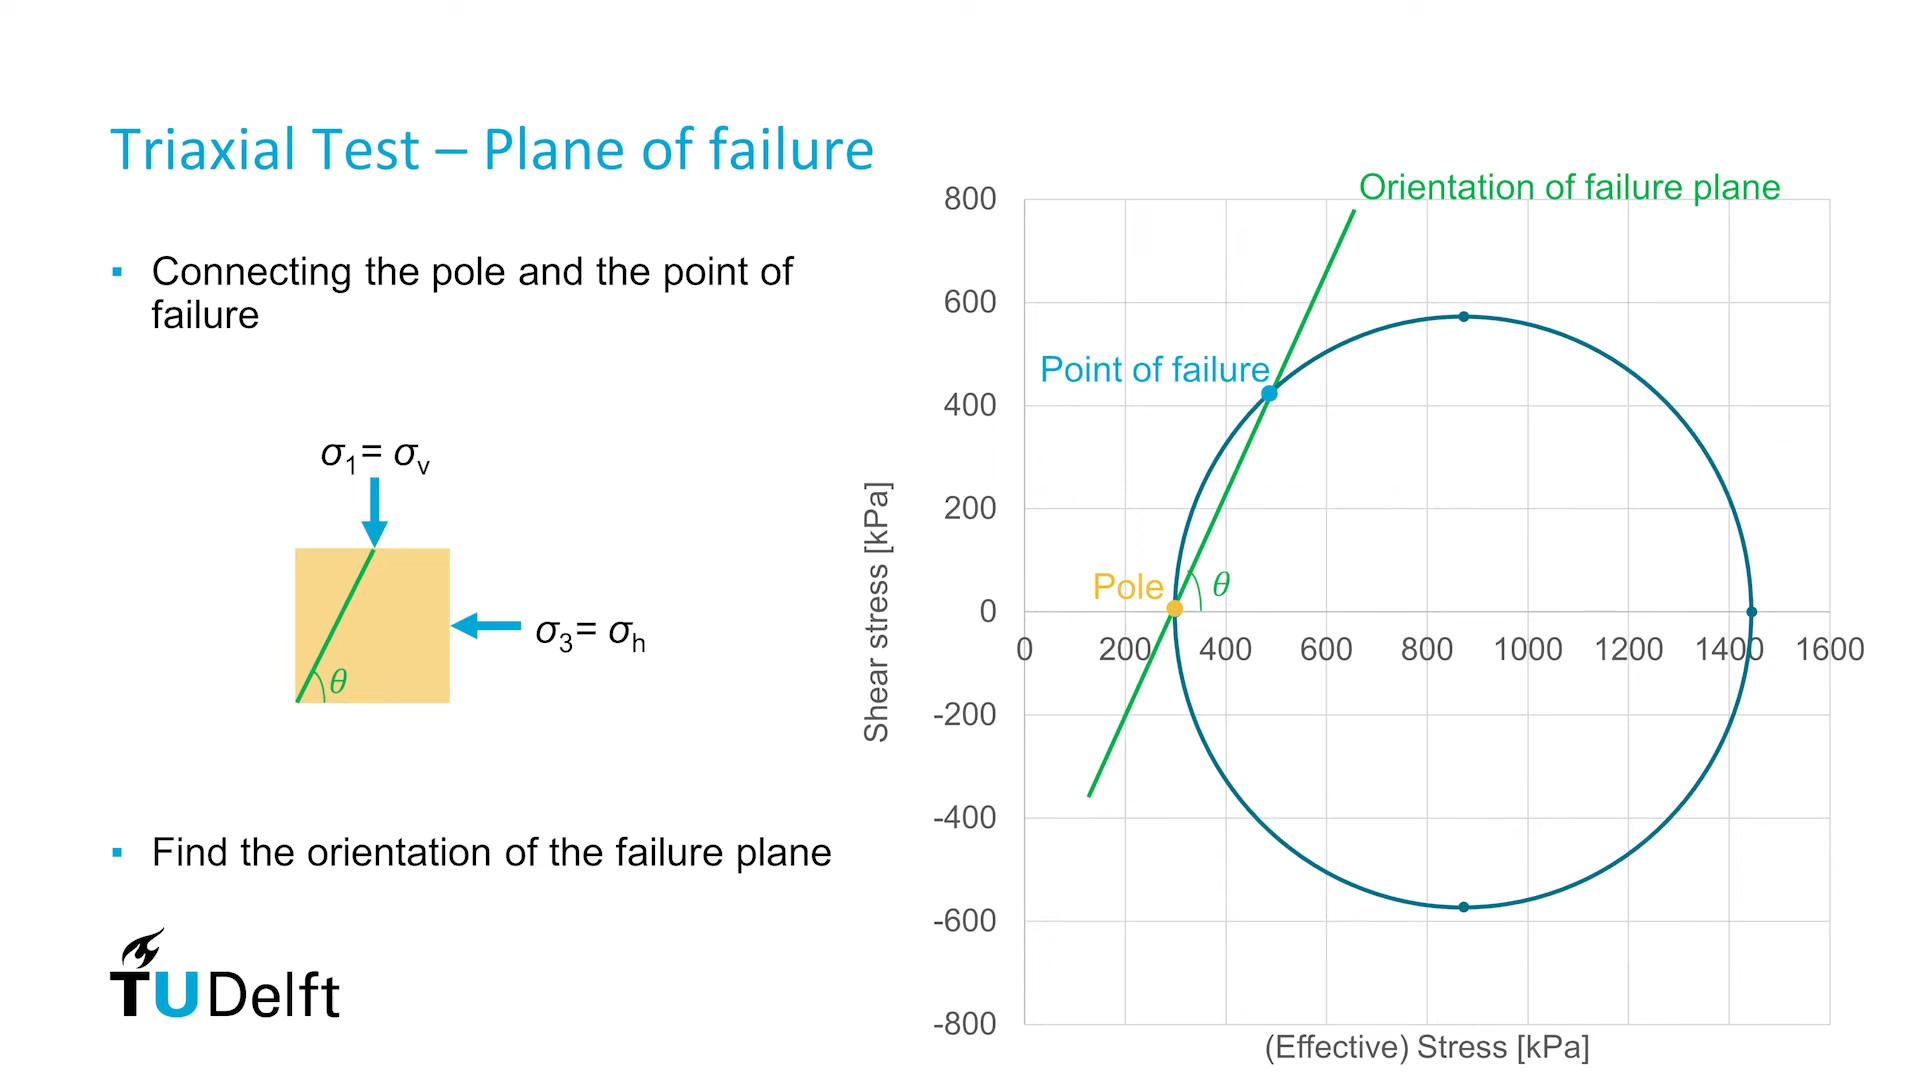 Triaxial Test – Plane of failure
▪ Connecting the pole and the point of
failure
σ1= σv
σ3= σh
θ
▪ Find the orientation of the failure plane
TUDelft
Orientation of failure plane
Point of failure
Pole
θ
Shear stress [kPa]
800
600
400
200
0
-200
-400
-600
-800
0 200 400 600 800 1000 1200 1400 1600
(Effective) Stress [kPa]